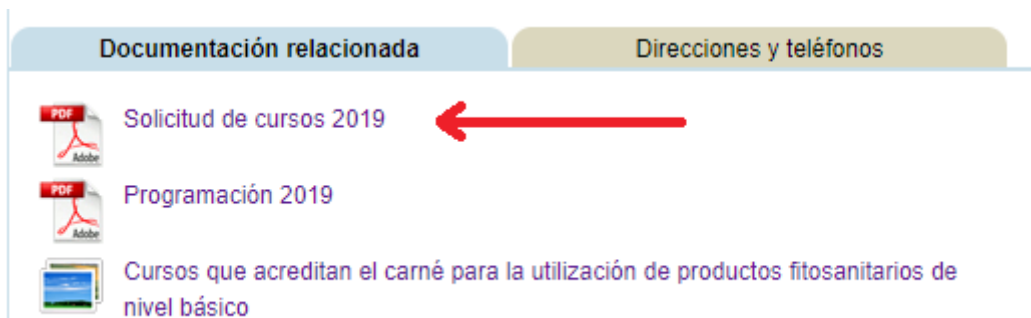 Documentación relacionada
Direcciones y teléfonos
PDF
Adobe
Solicitud de cursos 2019
PDF
Adobe
Programación 2019
Cursos que acreditan el carné para la utilización de productos fitosanitarios de
nivel básico